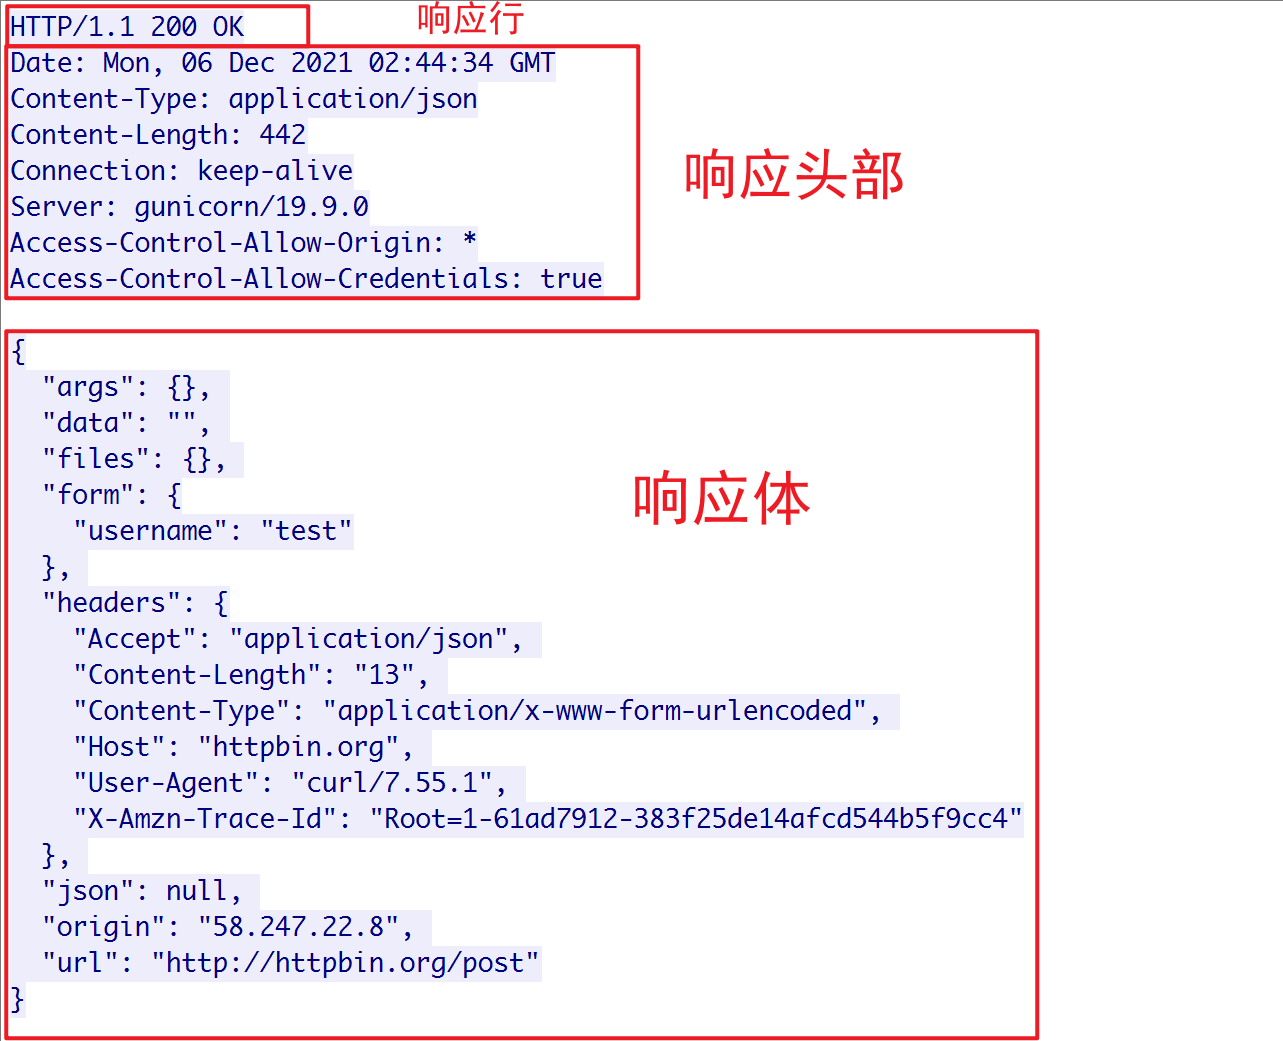 HTTP/1.1 200 OK
响应行
Date: Mon, 06 Dec 2021 02:44:34 GMT
Content-Type: application/json
Content-Length: 442
Connection: keep-alive
Server: gunicorn/19.9.0
Access-Control-Allow-Origin: *
Access-Control-Allow-Credentials: true
响应头部
{
  "args": {},
  "data": "",
  "files": {},
  "form": {
    "username": "test"
  },
  "headers": {
    "Accept": "application/json",
    "Content-Length": "13",
    "Content-Type": "application/x-www-form-urlencoded",
    "Host": "httpbin.org",
    "User-Agent": "curl/7.55.1",
    "X-Amzn-Trace-Id": "Root=1-61ad7912-383f25de14afcd544b5f9cc4"
  },
  "json": null,
  "origin": "58.247.22.8",
  "url": "http://httpbin.org/post"
}
响应体